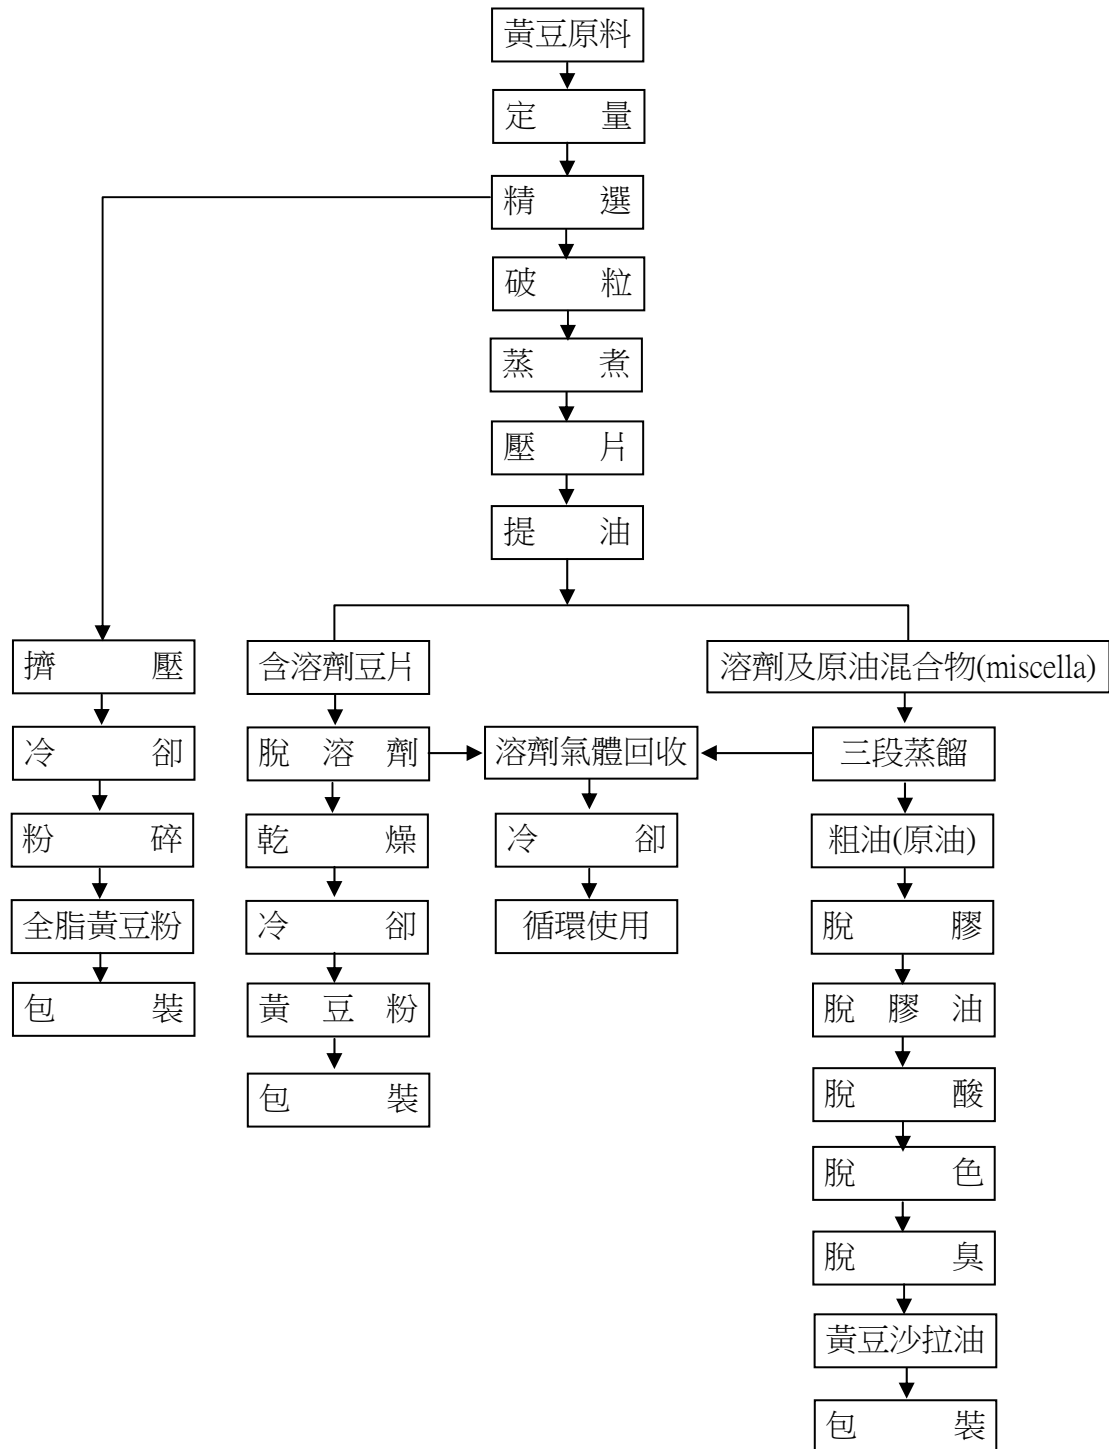 黃豆原料
定量
精選
破粒
蒸煮
壓片
提油
擠壓
含溶劑豆片
溶劑及原油混合物(miscella)
冷卻
脫溶劑
溶劑氣體回收
三段蒸餾
粉碎
乾燥
冷卻
粗油(原油)
全脂黃豆粉
冷卻
循環使用
脫膠
包裝
黃豆粉
脫膠油
包裝
脫酸
脫色
脫臭
黃豆沙拉油
包裝